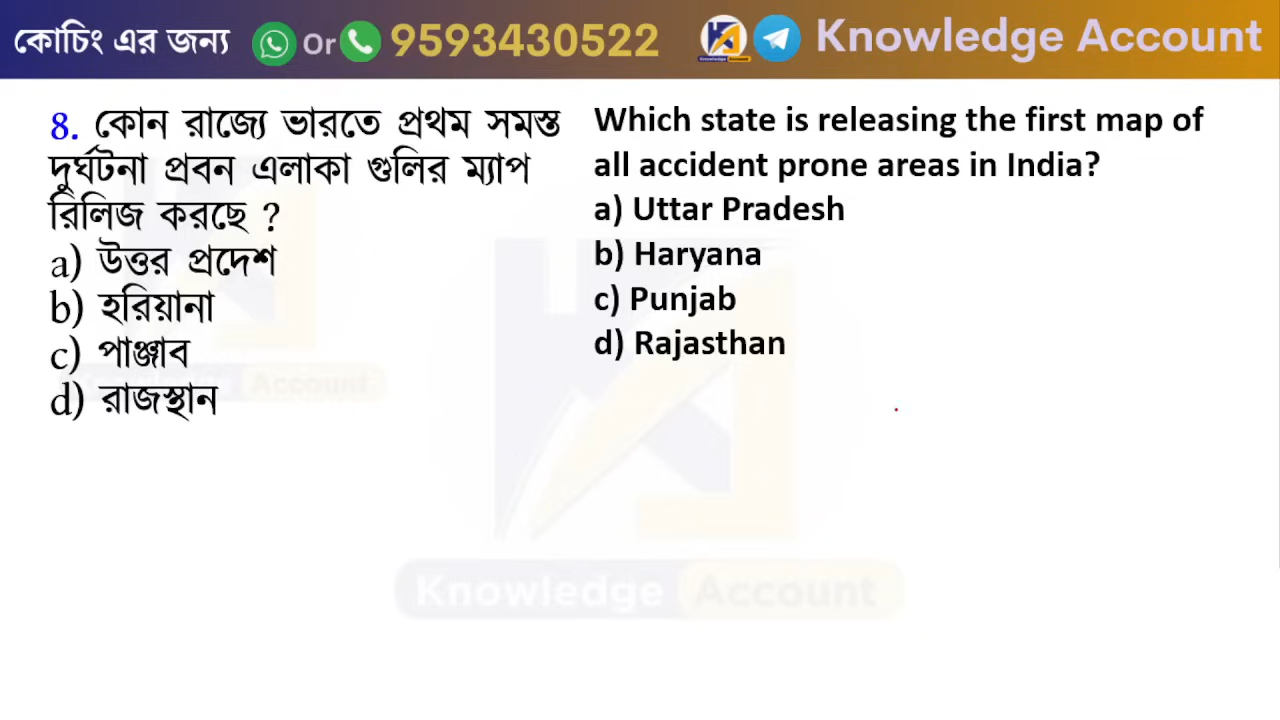 কোচিং এর জন্য Or 9593430522 Knowledge Account
8. কোন রাজ্যে ভারতে প্রথম সমস্ত
দুর্ঘটনা প্রবন এলাকা গুলির ম্যাপ
রিলিজ করছে ?
a) উত্তর প্রদেশ
b) হরিয়ানা
c) পাঞ্জাব
d) রাজস্থান
Which state is releasing the first map of
all accident prone areas in India?
a) Uttar Pradesh
b) Haryana
c) Punjab
d) Rajasthan
Account
Knowledge Account